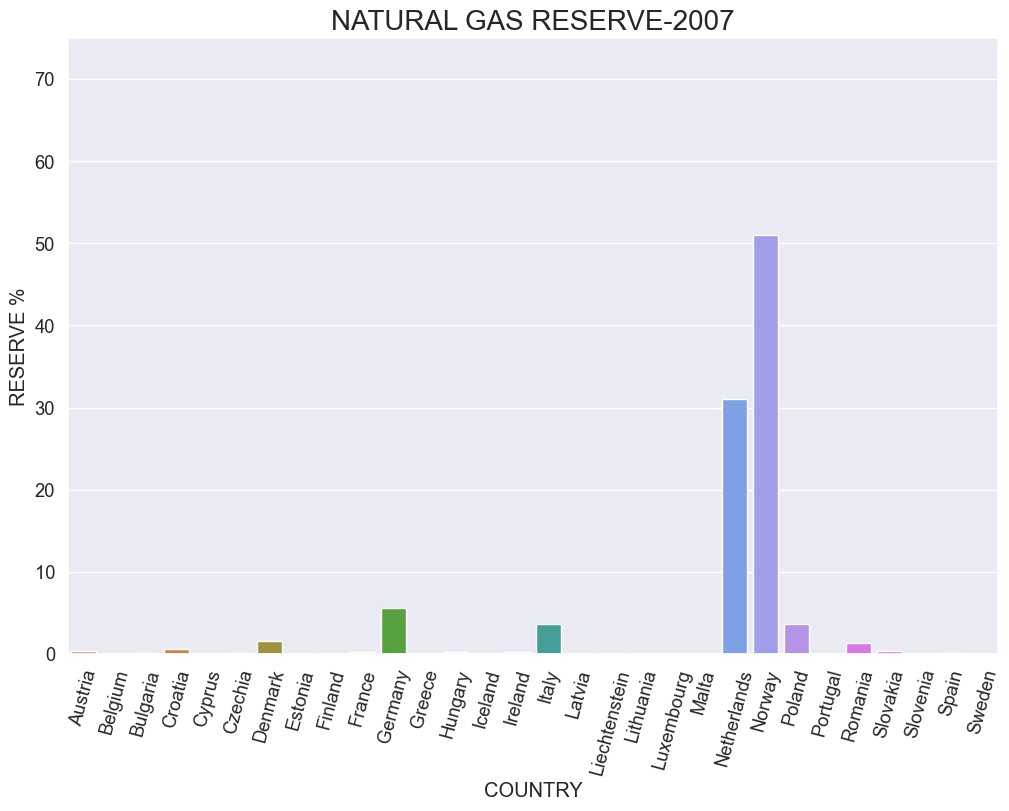 NATURAL GAS RESERVE-2007
RESERVE %
70
60
50
40
30
20
10
0
Austria
Belgium
Bulgaria
Croatia
Cyprus
Czechia
Denmark
Estonia
Finland
France
Germany
Greece
Hungary
Iceland
Ireland
Italy
Latvia
Liechtenstein
Lithuania
Luxembourg
Malta
Netherlands
Norway
Poland
Portugal
Romania
Slovakia
Slovenia
Spain
Sweden
COUNTRY